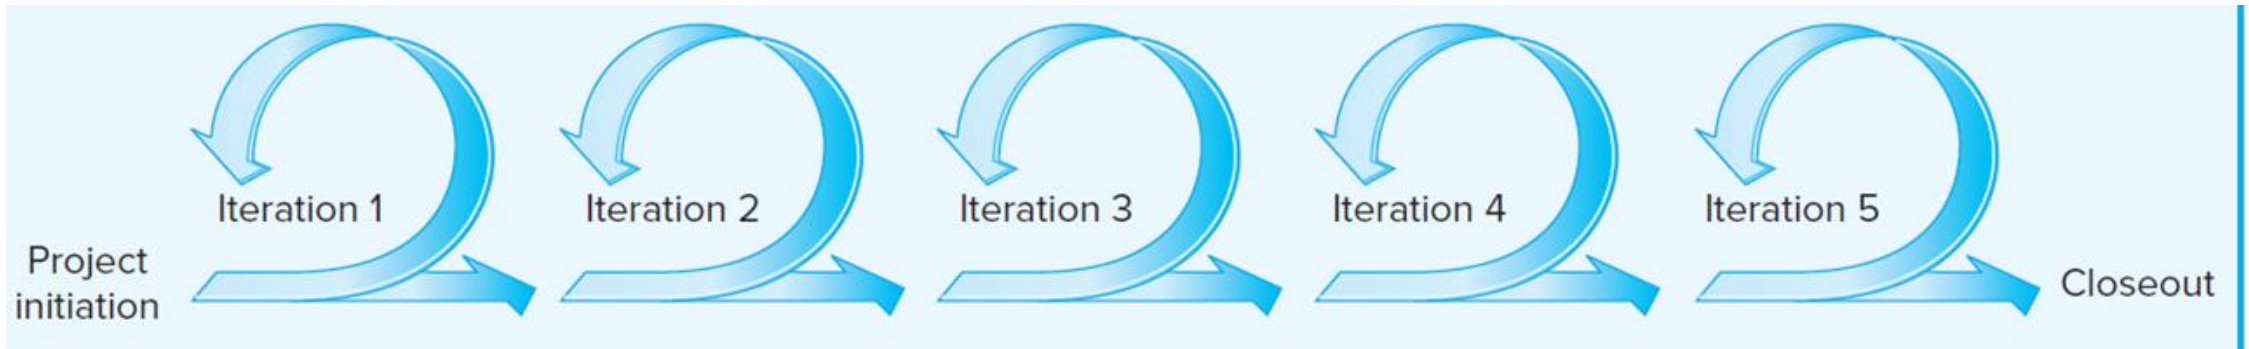 Project
initiation
Iteration 1
Iteration 2
Iteration 3
Iteration 4
Iteration 5
Closeout